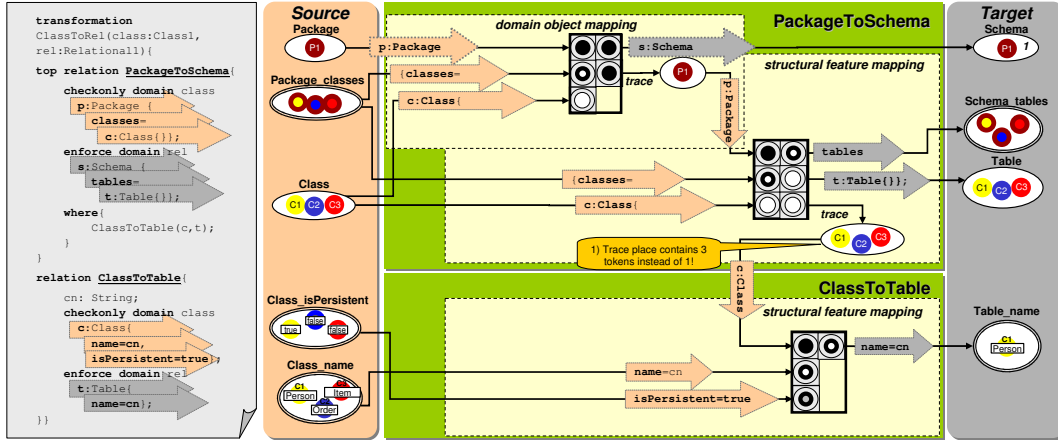 transformation
ClassToRel(class:Class1,
rel:Relational1){
top relation PackageToSchema{
checkonly domain class
p:Package {
classes=
c:Class{}};
enforce domain rel
s:Schema {
tables=
t:Table{}};
where{
ClassToTable(c,t);
}
}
relation ClassToTable{
cn: String;
checkonly domain class
c:Class{
name=cn,
isPersistent=true};
enforce domain rel
t:Table{
name=cn};
}}
Source
Package
P1
Package_classes
Class
C1 C2 C3
Class_isPersistent
true false false
Class_name
C1
Person
Order
Item
PackageToSchema
domain object mapping
p:Package
s:Schema
{classes=
c:Class{
trace
P1
p:Package
structural feature mapping
{classes=
c:Class{
tables
t:Table{}};
trace
C1 C2 C3
1) Trace place contains 3
tokens instead of 1!
c:Class
ClassToTable
structural feature mapping
name=cn
isPersistent=true
name=cn
Target
Schema
P1 1
Schema_tables
Table
C1 C2 C3
Table_name
C1
Person